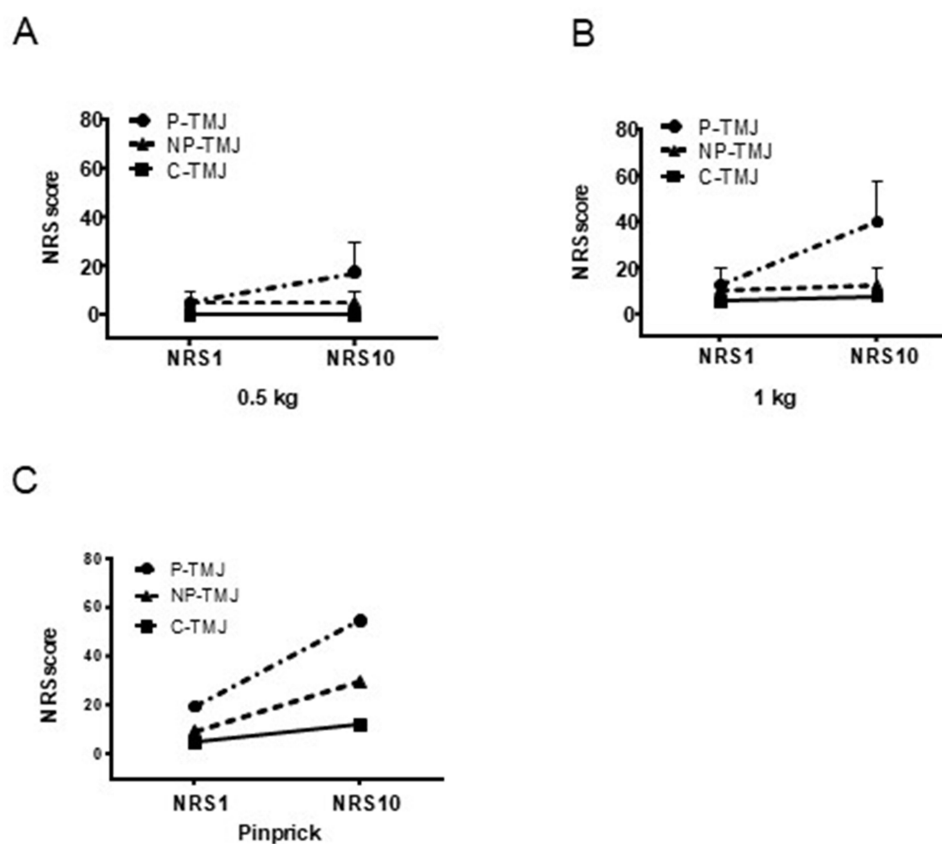 A
80
60
40
20
0
NRS score
P-TMJ
NP-TMJ
C-TMJ
NRS1 NRS10
0.5 kg
B
80
60
40
20
0
NRS score
P-TMJ
NP-TMJ
C-TMJ
NRS1 NRS10
1 kg
C
80
60
40
20
0
NRS score
P-TMJ
NP-TMJ
C-TMJ
NRS1 NRS10
Pinprick